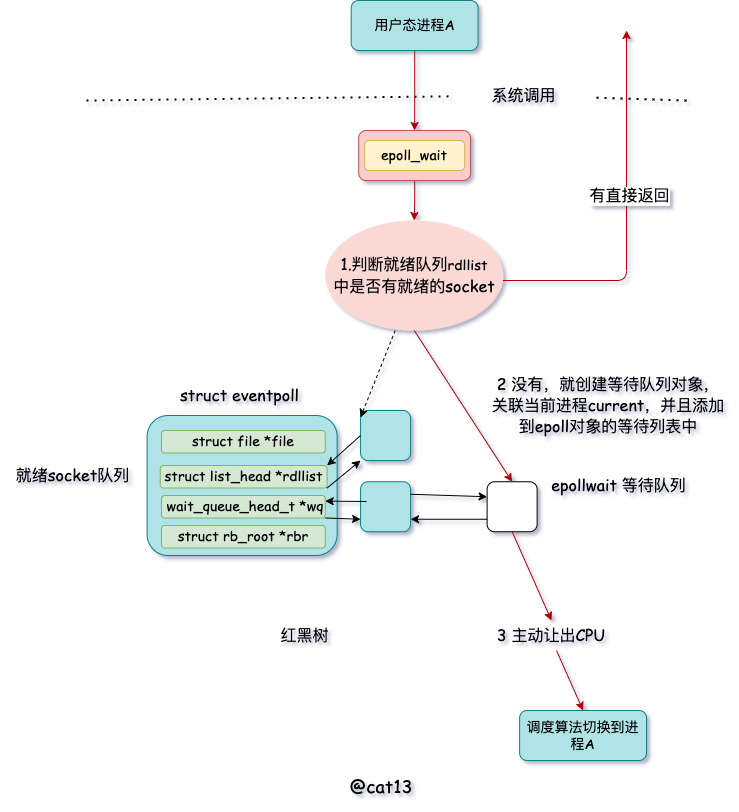 用户态进程A
系统调用
epoll_wait
有直接返回
1.判断就绪队列rdllist
中是否有就绪的socket
2 没有，就创建等待队列对象，
关联当前进程current，并且添加
到epoll对象的等待列表中
struct eventpoll
struct file *file
就绪socket队列
struct list_head *rdllist
epollwait 等待队列
wait_queue_head_t *wq
struct rb_root *rbr
红黑树
3 主动让出CPU
调度算法切换到进
程A
@cat13